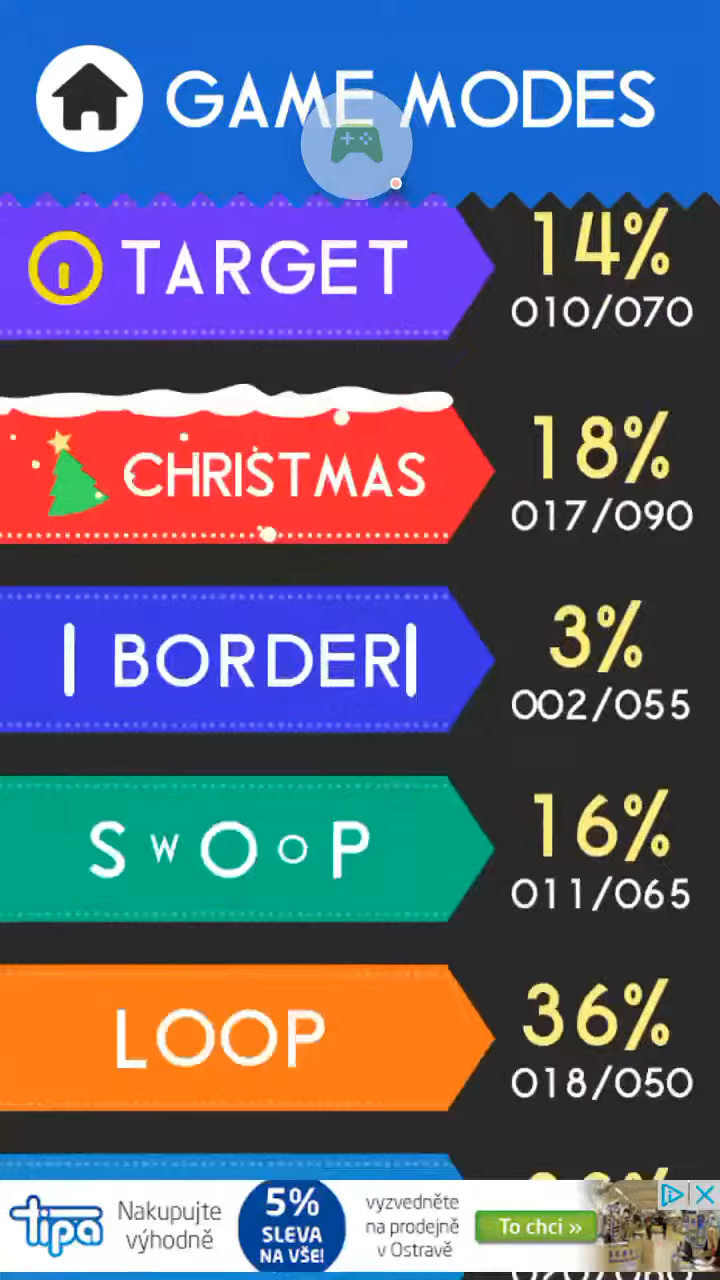 GAME MODES
TARGET
14%
010/070
CHRISTMAS
18%
017/090
BORDER
3%
002/055
SWOOP
16%
011/065
LOOP
36%
018/050
tipa
Nakupujte
výhodně
5%
SLEVA
NA VŠE!
vyzvedněte
na prodejně
v Ostravě
To chci »